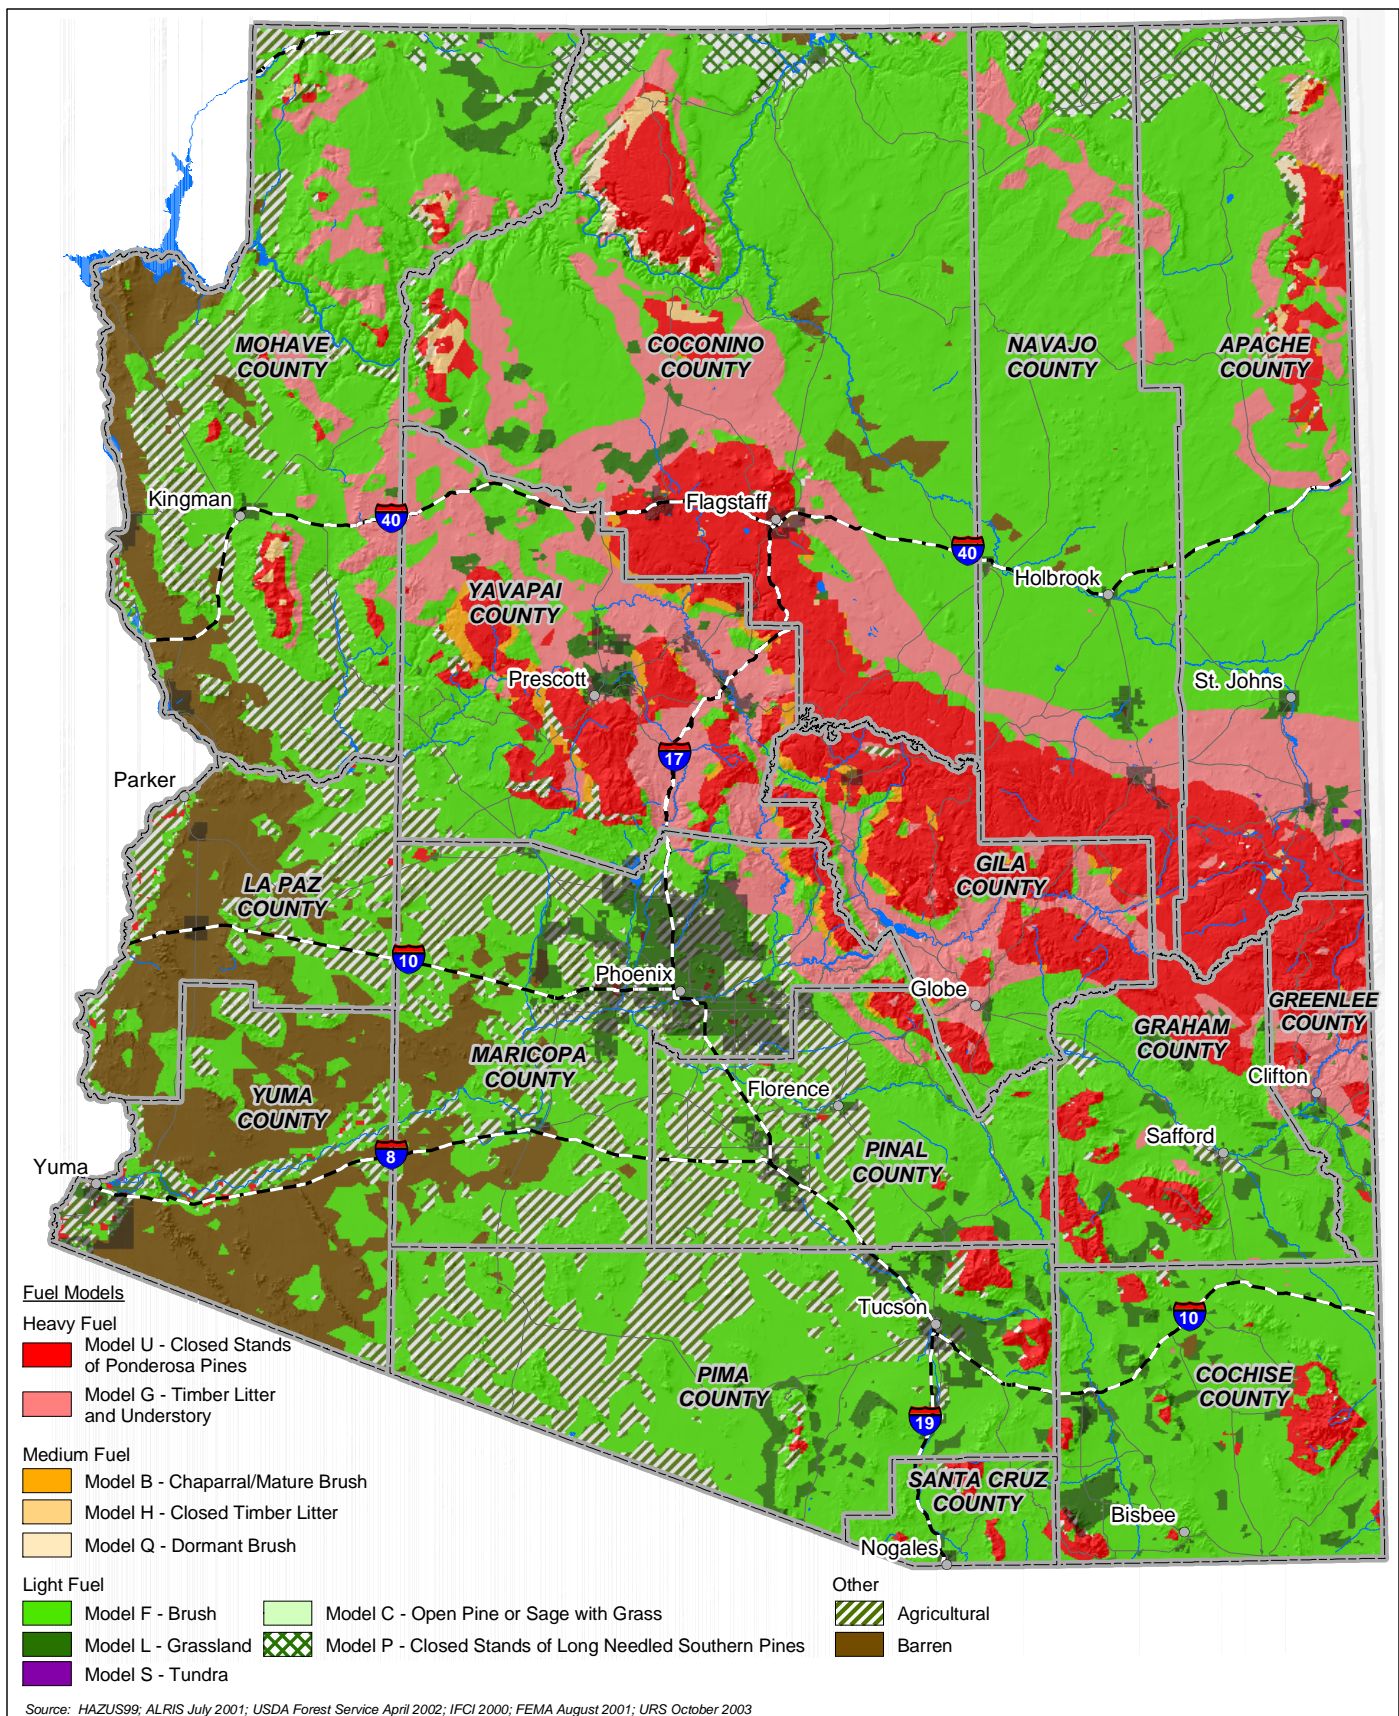 MOHAVE
COUNTY
COCONINO
COUNTY
NAVAJO
COUNTY
APACHE
COUNTY
Kingman
40
Flagstaff
40
Holbrook
YAVAPAI
COUNTY
Prescott
St. Johns
17
Parker
GILA
COUNTY
LA PAZ
COUNTY
10
Phoenix
Globe
GREENLEE
COUNTY
GRAHAM
COUNTY
MARICOPA
COUNTY
Clifton
YUMA
COUNTY
Florence
Safford
8
PINAL
COUNTY
Yuma
Tucson
10
PIMA
COUNTY
COCHISE
COUNTY
19
SANTA CRUZ
COUNTY
Bisbee
Nogales
Fuel Models
Heavy Fuel
Model U - Closed Stands
of Ponderosa Pines
Model G - Timber Litter
and Understory
Medium Fuel
Model B - Chaparral/Mature Brush
Model H - Closed Timber Litter
Model Q - Dormant Brush
Light Fuel
Model F - Brush
Model L - Grassland
Model S - Tundra
Model C - Open Pine or Sage with Grass
Model P - Closed Stands of Long Needled Southern Pines
Other
Agricultural
Barren
Source: HAZUS99; ALRIS July 2001; USDA Forest Service April 2002; IFCI 2000; FEMA August 2001; URS October 2003